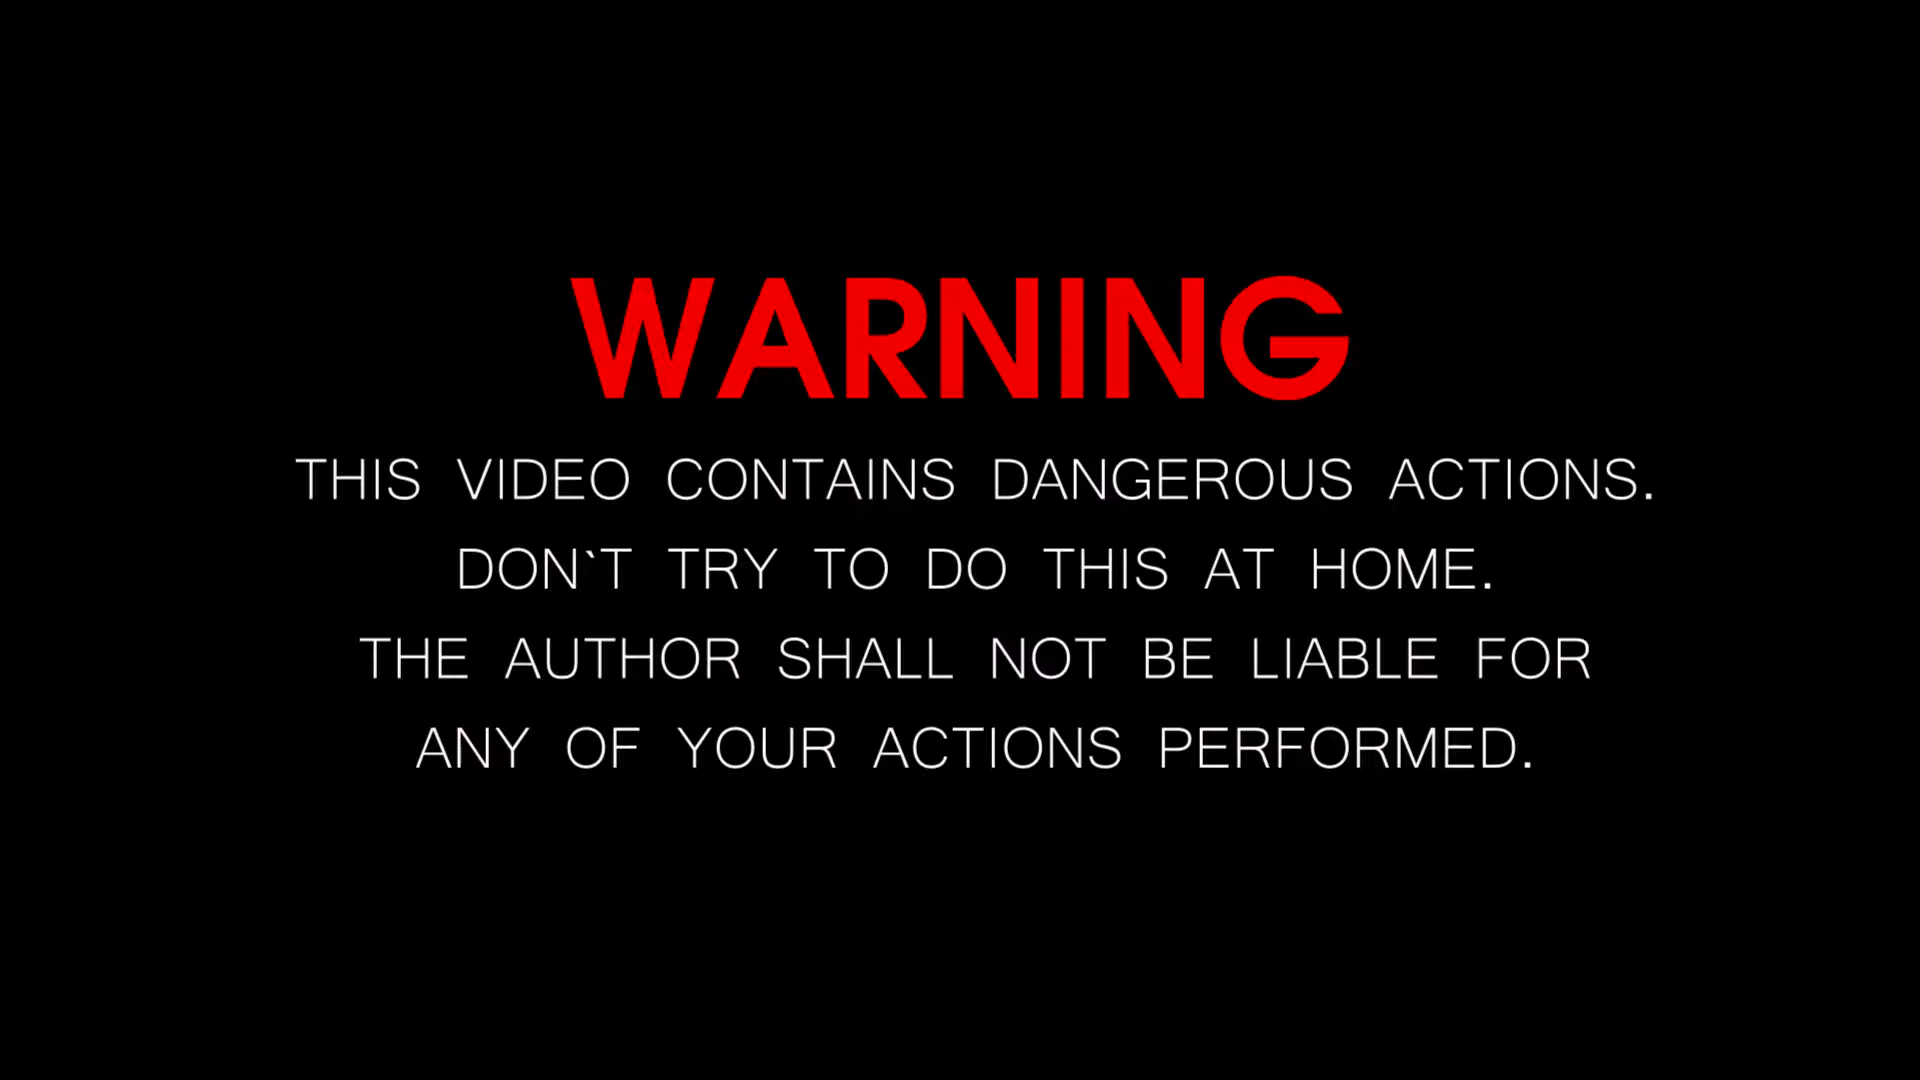 WARNING
THIS VIDEO CONTAINS DANGEROUS ACTIONS.
DON`T TRY TO DO THIS AT HOME.
THE AUTHOR SHALL NOT BE LIABLE FOR
ANY OF YOUR ACTIONS PERFORMED.